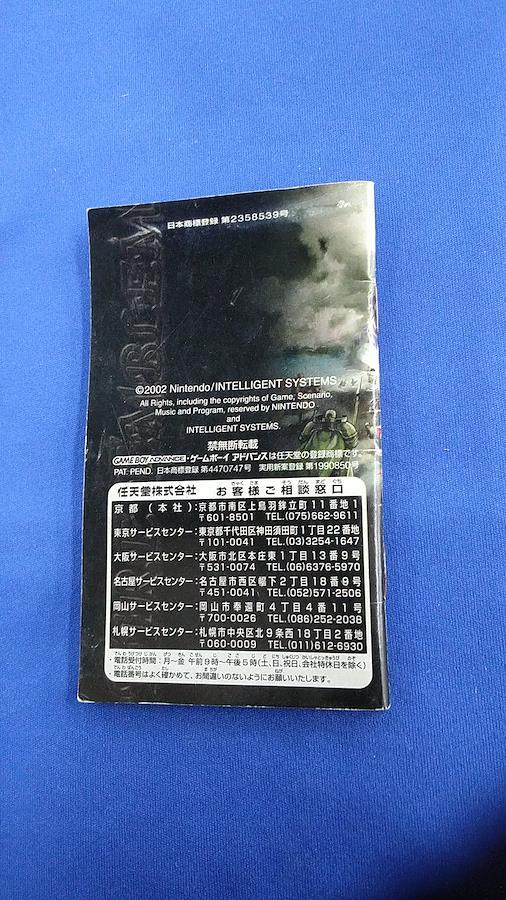 日本商標登録 第2356539号
©2002 Nintendo/INTELLIGENT SYSTEMS
All Rights, including the copyrights of Game, Scenario,
Music and Program, reserved by NINTENDO
and
INTELLIGENT SYSTEMS.
禁無断転載
GAME BOY ADVANCE・ゲームボーイ アドバンスは任天堂の登録商標です。
PAT. PEND. 日本商標登録 第4470747号 実用新案登録 第1990850号
任天堂株式会社 お客様ご相談窓口
京都(本社):京都市南区上鳥羽鉾立町11番地1
〒601-8501 TEL.(075)662-9611
東京サービスセンター:東京都千代田区神田須田町1丁目22番地
〒101-0041 TEL.(03)3254-1647
大阪サービスセンター:大阪市北区本庄東1丁目13番9号
〒531-0074 TEL.(06)6376-5970
名古屋サービスセンター:名古屋市西区幅下2丁目18番9号
〒451-0041 TEL.(052)571-2506
岡山サービスセンター:岡山市奉還町4丁目4番11号
〒700-0026 TEL.(086)252-2038
札幌サービスセンター:札幌市中央区北9条西18丁目2番地
〒060-0009 TEL.(011)612-6930
・電話受付時間:月〜金 午前9時〜午後5時(土、日、祝日、会社特休日を除く)
・電話番号はよく確かめて、お間違いのないようにお願いいたします。